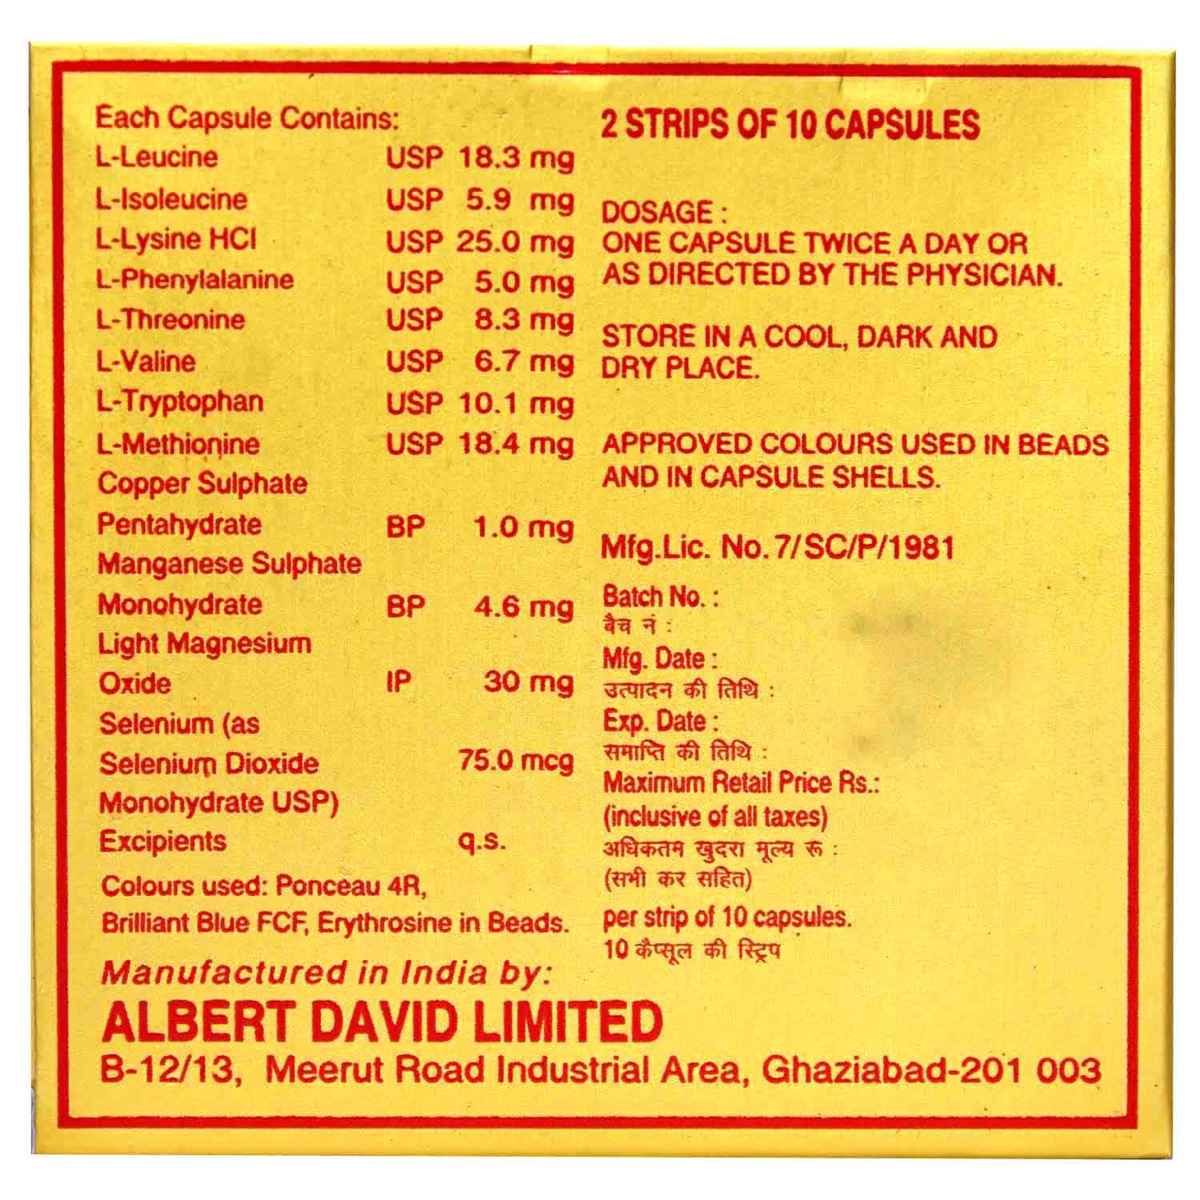 Each Capsule Contains:
L-Leucine USP 18.3 mg
L-Isoleucine USP 5.9 mg
L-Lysine HCl USP 25.0 mg
L-Phenylalanine USP 5.0 mg
L-Threonine USP 8.3 mg
L-Valine USP 6.7 mg
L-Tryptophan USP 10.1 mg
L-Methionine USP 18.4 mg
Copper Sulphate
Pentahydrate BP 1.0 mg
Manganese Sulphate
Monohydrate BP 4.6 mg
Light Magnesium
Oxide IP 30 mg
Selenium (as
Selenium Dioxide 75.0 mcg
Monohydrate USP)
Excipients q.s.
Colours used: Ponceau 4R,
Brilliant Blue FCF, Erythrosine in Beads.
2 STRIPS OF 10 CAPSULES
DOSAGE :
ONE CAPSULE TWICE A DAY OR
AS DIRECTED BY THE PHYSICIAN.
STORE IN A COOL, DARK AND
DRY PLACE.
APPROVED COLOURS USED IN BEADS
AND IN CAPSULE SHELLS.
Mfg.Lic. No. 7/SC/P/1981
Batch No. :
बैच नं :
Mfg. Date :
उत्पादन की तिथि :
Exp. Date :
समाप्ति की तिथि :
Maximum Retail Price Rs.:
(inclusive of all taxes)
अधिकतम खुदरा मूल्य रू :
(सभी कर सहित)
per strip of 10 capsules.
10 कैप्सूल की स्ट्रिप
Manufactured in India by:
ALBERT DAVID LIMITED
B-12/13, Meerut Road Industrial Area, Ghaziabad-201 003